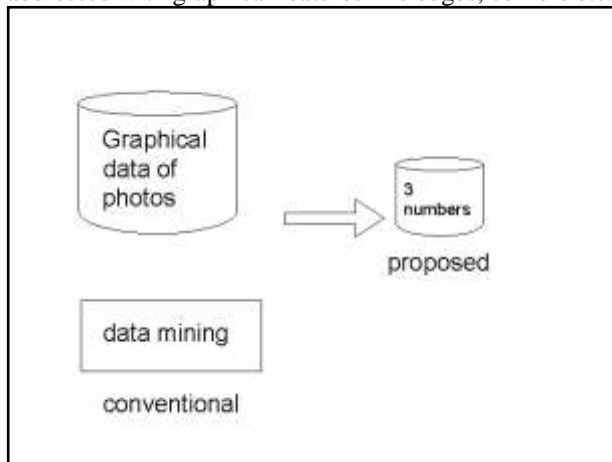 Graphical
data of
photos
3
numbers
proposed
data mining
conventional